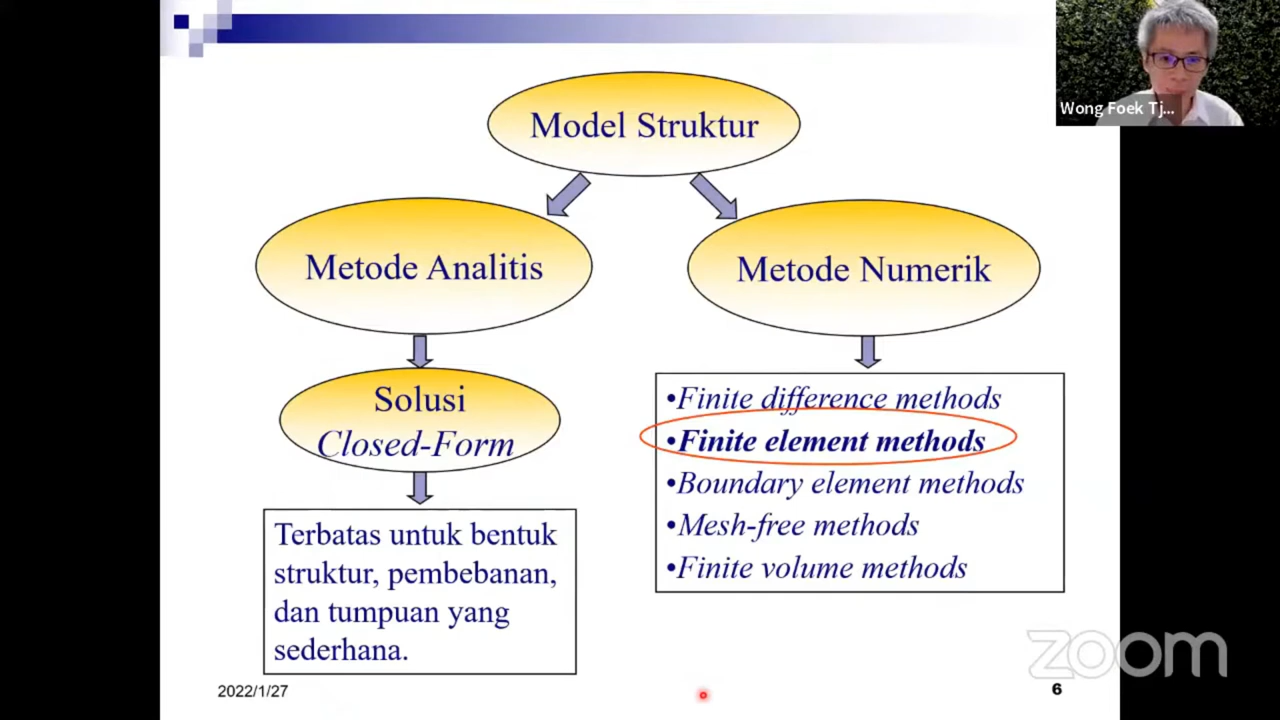 Wong Foek Tj...
Model Struktur
Metode Analitis
Metode Numerik
Solusi
Closed-Form
•Finite difference methods
•Finite element methods
•Boundary element methods
•Mesh-free methods
•Finite volume methods
Terbatas untuk bentuk
struktur, pembebanan,
dan tumpuan yang
sederhana.
zoom
2022/1/27
6